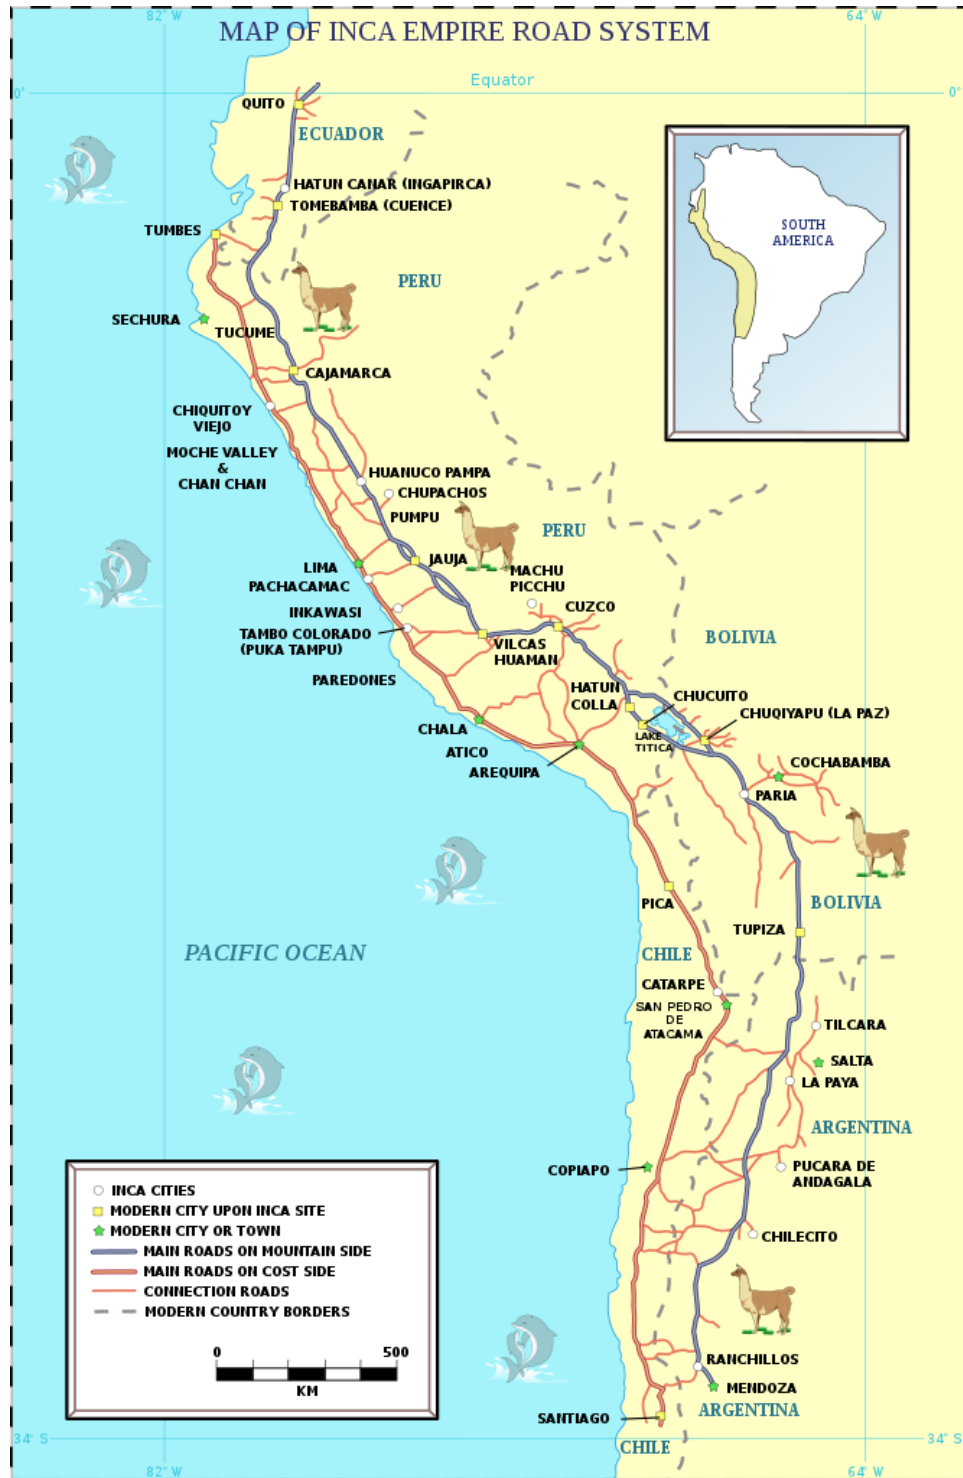 82° W
64° W
MAP OF INCA EMPIRE ROAD SYSTEM
Equator
0°
0°
QUITO
ECUADOR
HATUN CANAR (INGAPIRCA)
TOMEBAMBA (CUENCE)
TUMBES
SOUTH
AMERICA
PERU
SECHURA
TUCUME
CAJAMARCA
CHIQUITOY
VIEJO
MOCHE VALLEY
&
CHAN CHAN
HUANUCO PAMPA
CHUPACHOS
PUMPU
PERU
JAUJA
LIMA
PACHACAMAC
MACHU
PICCHU
INKAWASI
CUZCO
TAMBO COLORADO
(PUKA TAMPU)
VILCAS
HUAMAN
BOLIVIA
PAREDONES
HATUN
COLLA
CHUCUITO
CHUQIYAPU (LA PAZ)
CHALA
LAKE
TITICA
ATICO
AREQUIPA
COCHABAMBA
PARIA
PICA
BOLIVIA
TUPIZA
PACIFIC OCEAN
CHILE
CATARPE
SAN PEDRO
DE
ATACAMA
TILCARA
SALTA
LA PAYA
ARGENTINA
COPIAPO
PUCARA DE
ANDAGALA
CHILECITO
INCA CITIES
MODERN CITY UPON INCA SITE
MODERN CITY OR TOWN
MAIN ROADS ON MOUNTAIN SIDE
MAIN ROADS ON COST SIDE
CONNECTION ROADS
MODERN COUNTRY BORDERS
0 500
KM
RANCHILLOS
MENDOZA
ARGENTINA
SANTIAGO
CHILE
34° S
34° S
82° W
64° W